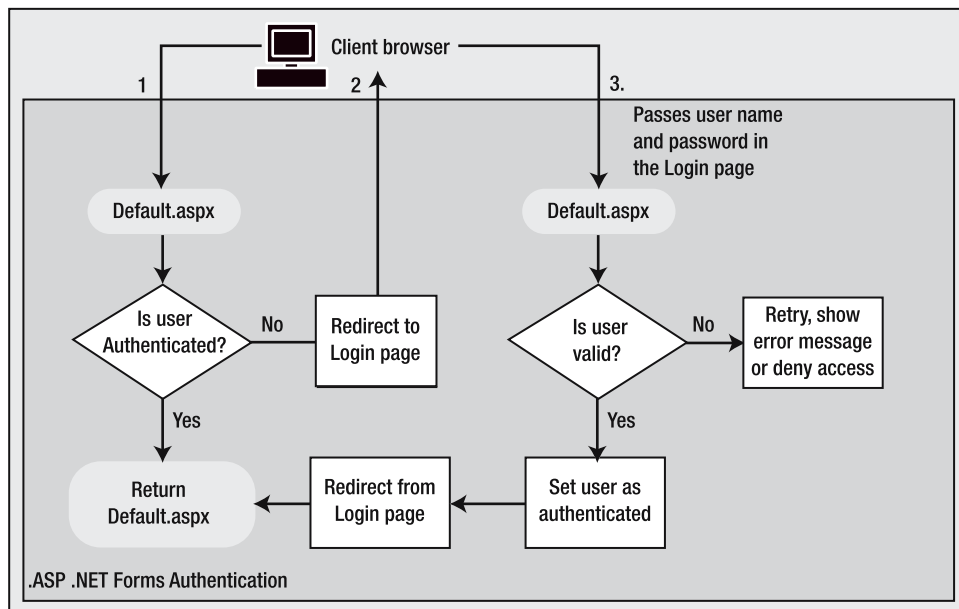 Client browser
1
2
3.
Passes user name
and password in
the Login page
Default.aspx
Default.aspx
Is user
Authenticated?
No
Redirect to
Login page
Is user
valid?
No
Retry, show
error message
or deny access
Yes
Yes
Return
Default.aspx
Redirect from
Login page
Set user as
authenticated
.ASP .NET Forms Authentication